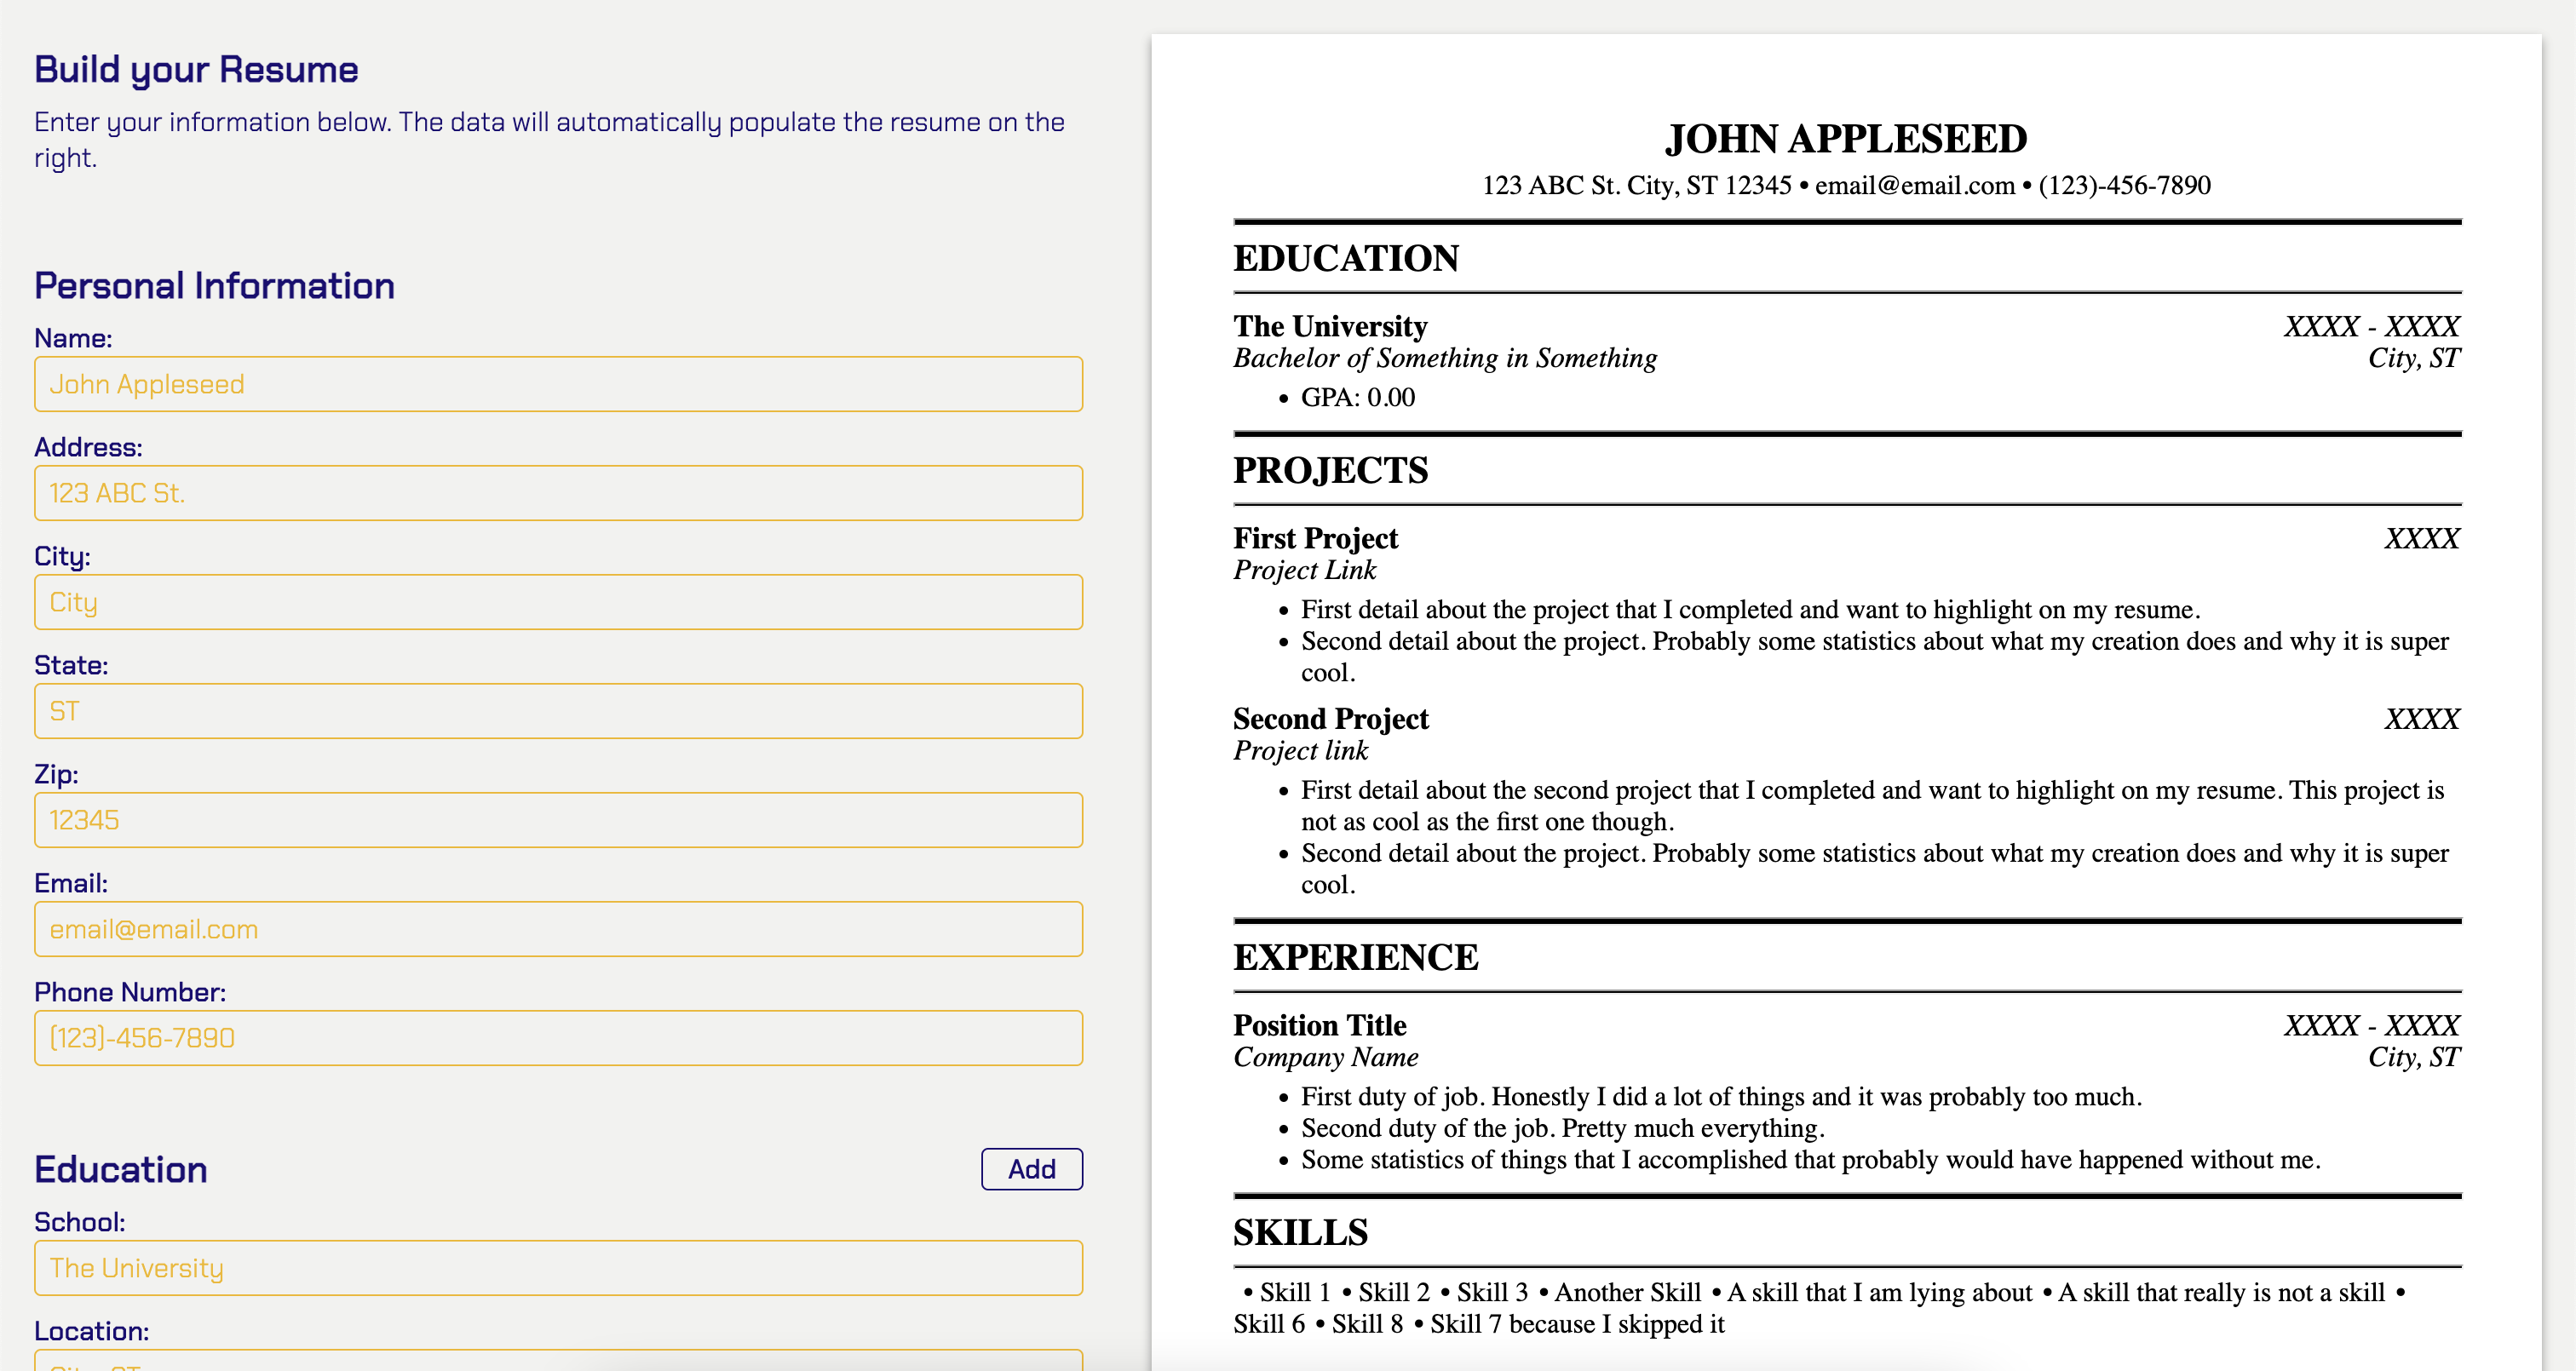 Build your Resume
Enter your information below. The data will automatically populate the resume on the
right.
Personal Information
Name:
John Appleseed
Address:
123 ABC St.
City:
City
State:
ST
Zip:
12345
Email:
email@email.com
Phone Number:
(123)-456-7890
Education
Add
School:
The University
Location:
JOHN APPLESEED
123 ABC St. City, ST 12345 • email@email.com • (123)-456-7890
EDUCATION
The University XXXX - XXXX
Bachelor of Something in Something City, ST
• GPA: 0.00
PROJECTS
First Project XXXX
Project Link
• First detail about the project that I completed and want to highlight on my resume.
• Second detail about the project. Probably some statistics about what my creation does and why it is super
cool.
Second Project XXXX
Project link
• First detail about the second project that I completed and want to highlight on my resume. This project is
not as cool as the first one though.
• Second detail about the project. Probably some statistics about what my creation does and why it is super
cool.
EXPERIENCE
Position Title XXXX - XXXX
Company Name City, ST
• First duty of job. Honestly I did a lot of things and it was probably too much.
• Second duty of the job. Pretty much everything.
• Some statistics of things that I accomplished that probably would have happened without me.
SKILLS
• Skill 1 • Skill 2 • Skill 3 • Another Skill • A skill that I am lying about • A skill that really is not a skill •
Skill 6 • Skill 8 • Skill 7 because I skipped it